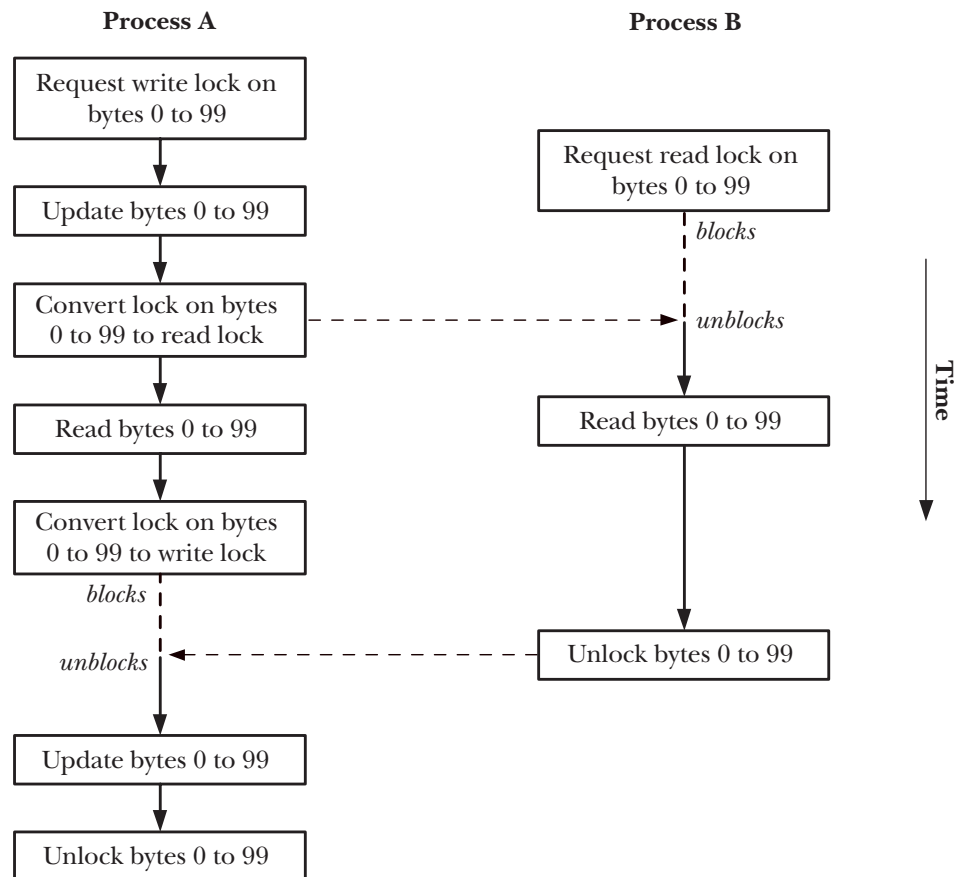 Process A
Process B
Request write lock on
bytes 0 to 99
Request read lock on
bytes 0 to 99
Update bytes 0 to 99
blocks
Convert lock on bytes
0 to 99 to read lock
unblocks
Time
Read bytes 0 to 99
Read bytes 0 to 99
Convert lock on bytes
0 to 99 to write lock
blocks
unblocks
Unlock bytes 0 to 99
Update bytes 0 to 99
Unlock bytes 0 to 99